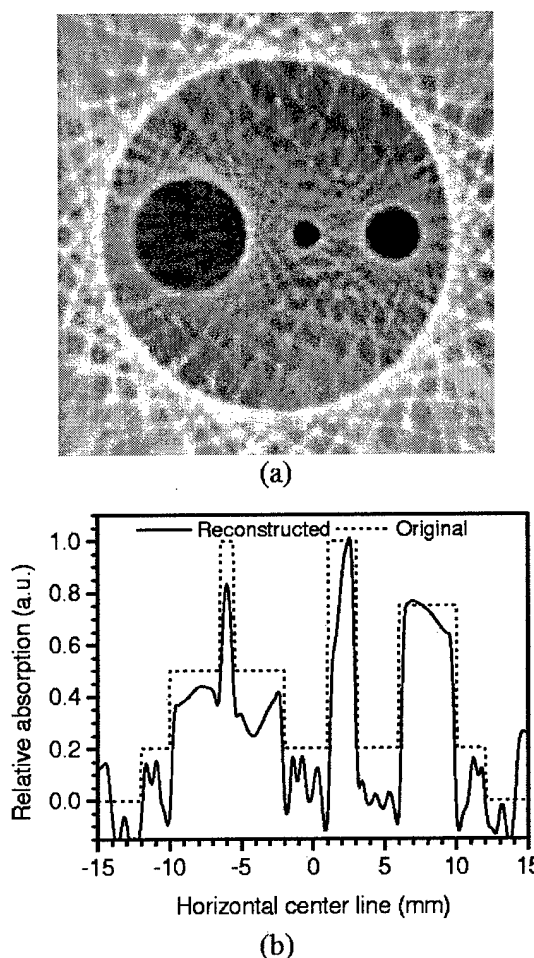 (a)
Reconstructed Original
Relative absorption (a.u.)
1.0
0.8
0.6
0.4
0.2
0.0
-15 -10 -5 0 5 10 15
Horizontal center line (mm)
(b)